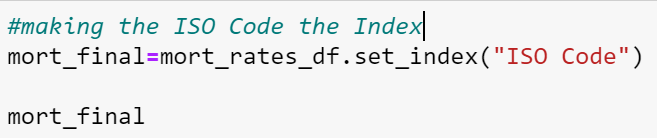 #making the ISO Code the Index
mort_final=mort_rates_df.set_index("ISO Code")
mort_final